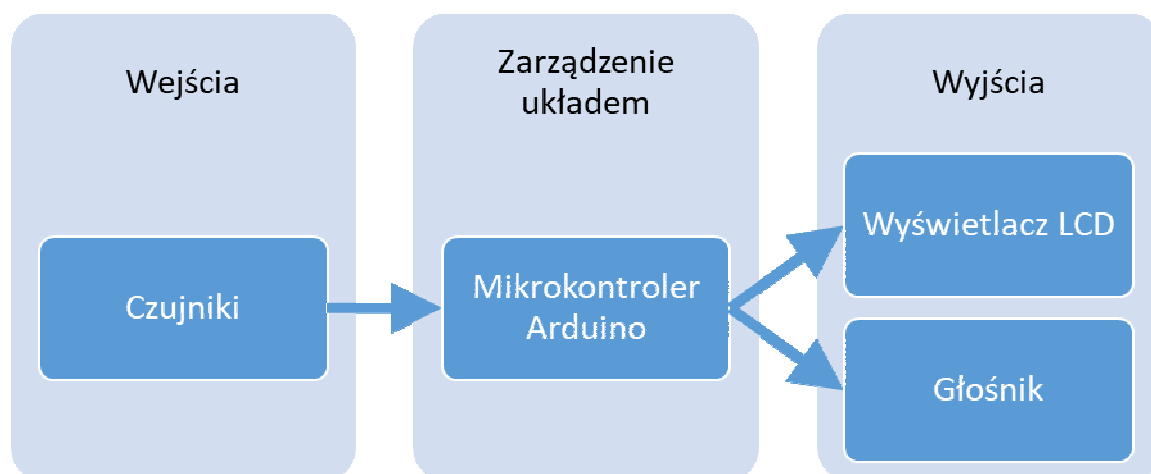 Wejścia
Czujniki
Zarządzenie
układem
Mikrokontroler
Arduino
Wyjścia
Wyświetlacz LCD
Głośnik